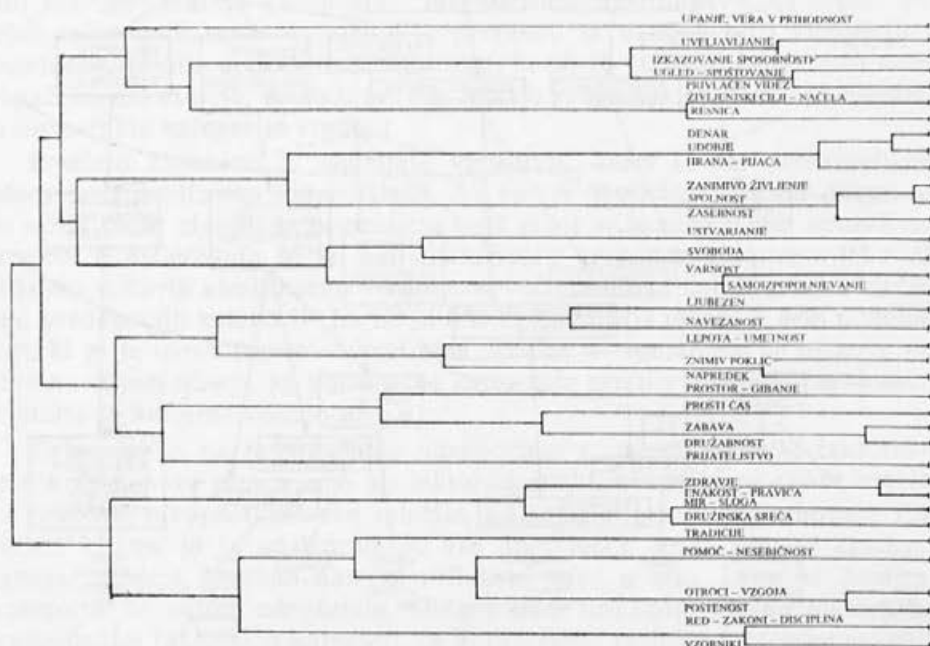 UPANJE, VERA V PRIHODNOST
UVELJAVLJANJE
IZKAZOVANJE SPOSOBNOSTI
UGLED – SPOŠTOVANJE
PRIVLAČEN VIDEZ
ŽIVLJENJSKI CILJI – NAČELA
RESNICA
DENAR
UDOBJE
HRANA – PIJAČA
ZANIMIVO ŽIVLJENJE
SPOLNOST
ZASEBNOST
USTVARJANJE
SVOBODA
VARNOST
SAMOIZPOPOLNJEVANJE
LJUBEZEN
NAVEZANOST
LEPOTA – UMETNOST
ZNIMIV POKLIC
NAPREDEK
PROSTOR – GIBANJE
PROSTI ČAS
ZABAVA
DRUŽABNOST
PRIJATELJSTVO
ZDRAVJE
ENAKOST – PRAVICA
MIR – SLOGA
DRUŽINSKA SREČA
TRADICIJE
POMOČ – NESEBIČNOST
OTROCI – VZGOJA
POŠTENOST
RED – ZAKONI – DISCIPLINA
VZORNIKI